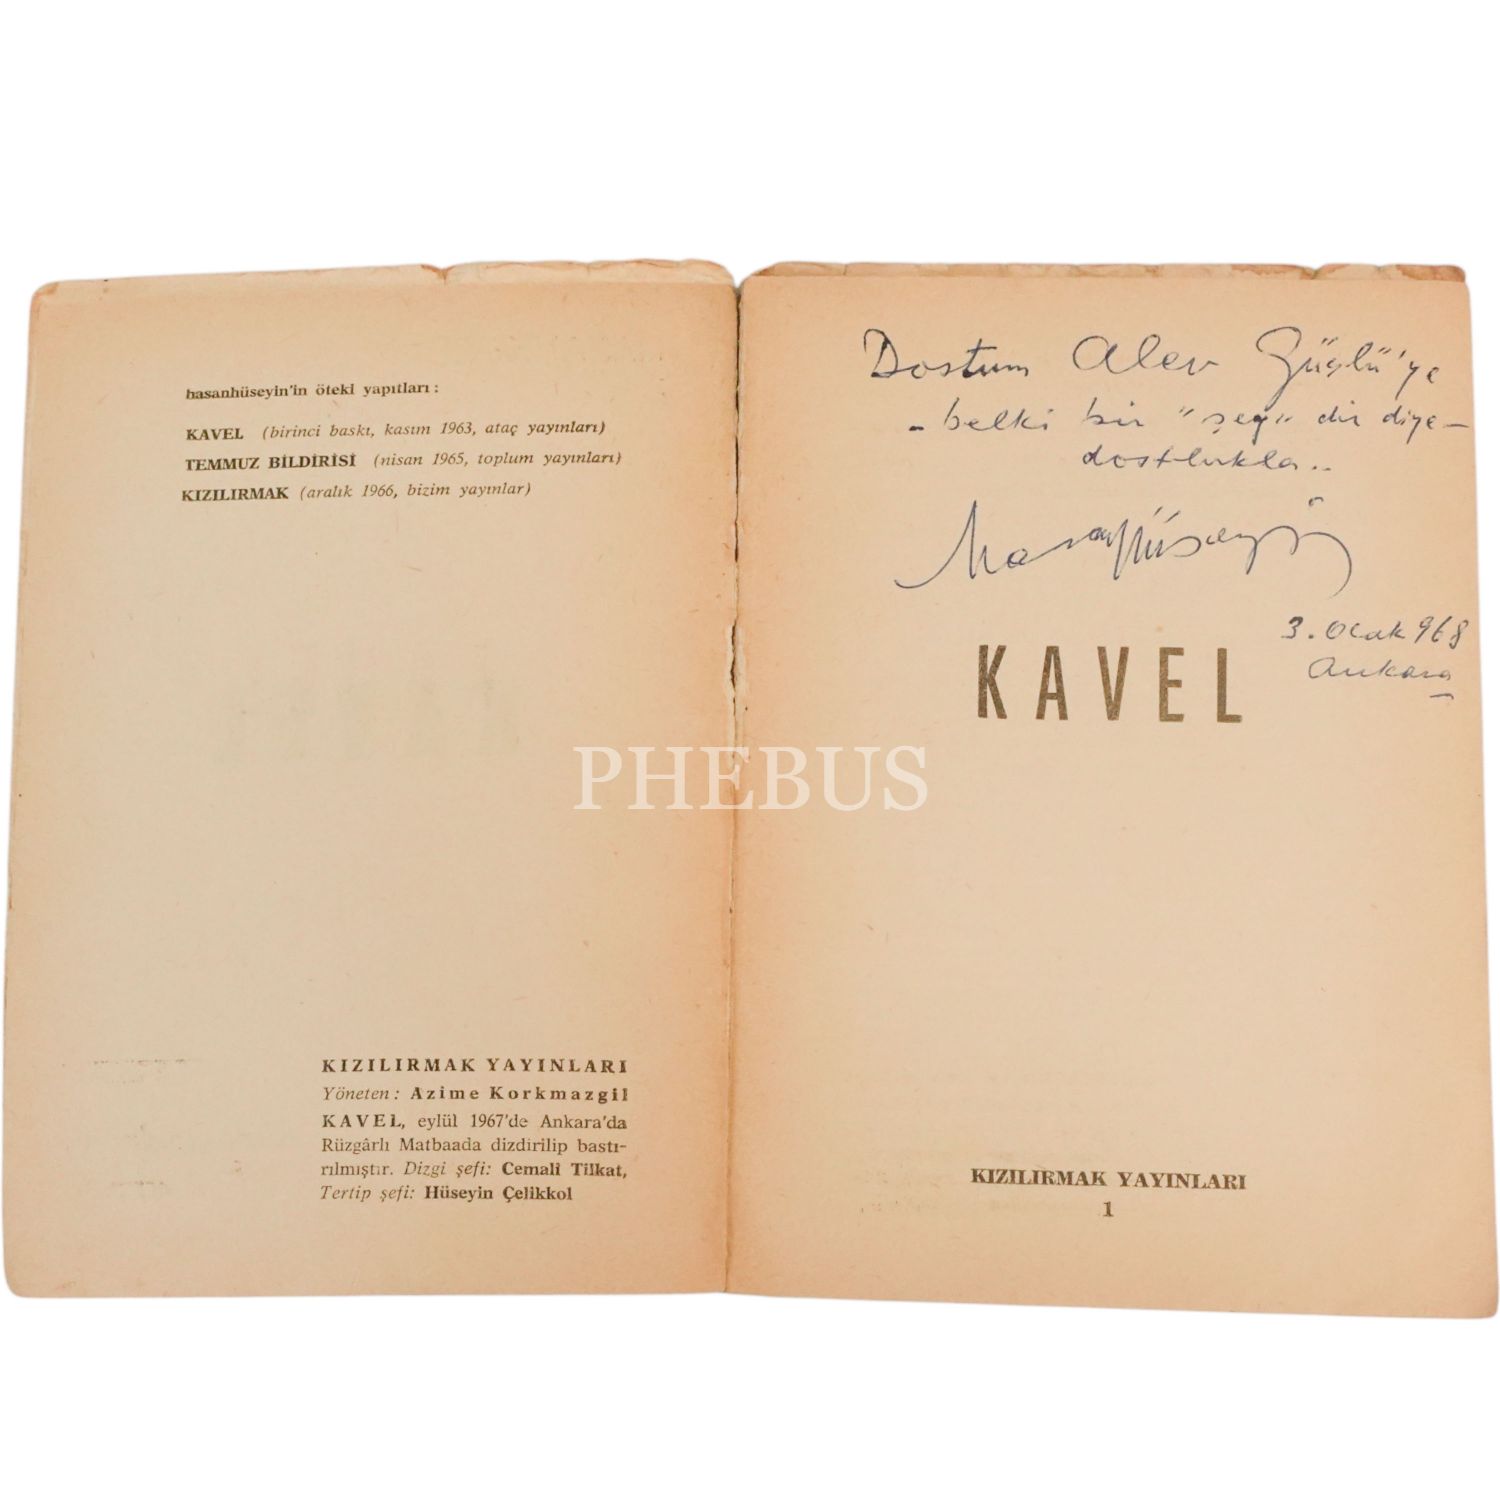 hasanhüseyin'in öteki yapıtları:
KAVEL (birinci baskı, kasım 1963, ataç yayınları)
TEMMUZ BİLDİRİSİ (nisan 1965, toplum yayınları)
KIZILIRMAK (aralık 1966, bizim yayınlar)
KIZILIRMAK YAYINLARI
Yöneten: Azime Korkmazgil
KAVEL, eylül 1967'de Ankara'da
Rüzgârlı Matbaada dizdirilip bastı-
rılmıştır. Dizgi şefi: Cemali Tilkat,
Tertip şefi: Hüseyin Çelikkol
Dostum Alev Güçlü'ye
- belki bir "şey" dir diye -
dostlukla..
Hasanhüseyin
3. Ocak 968
Ankara
KAVEL
KIZILIRMAK YAYINLARI
1
PHEBUS